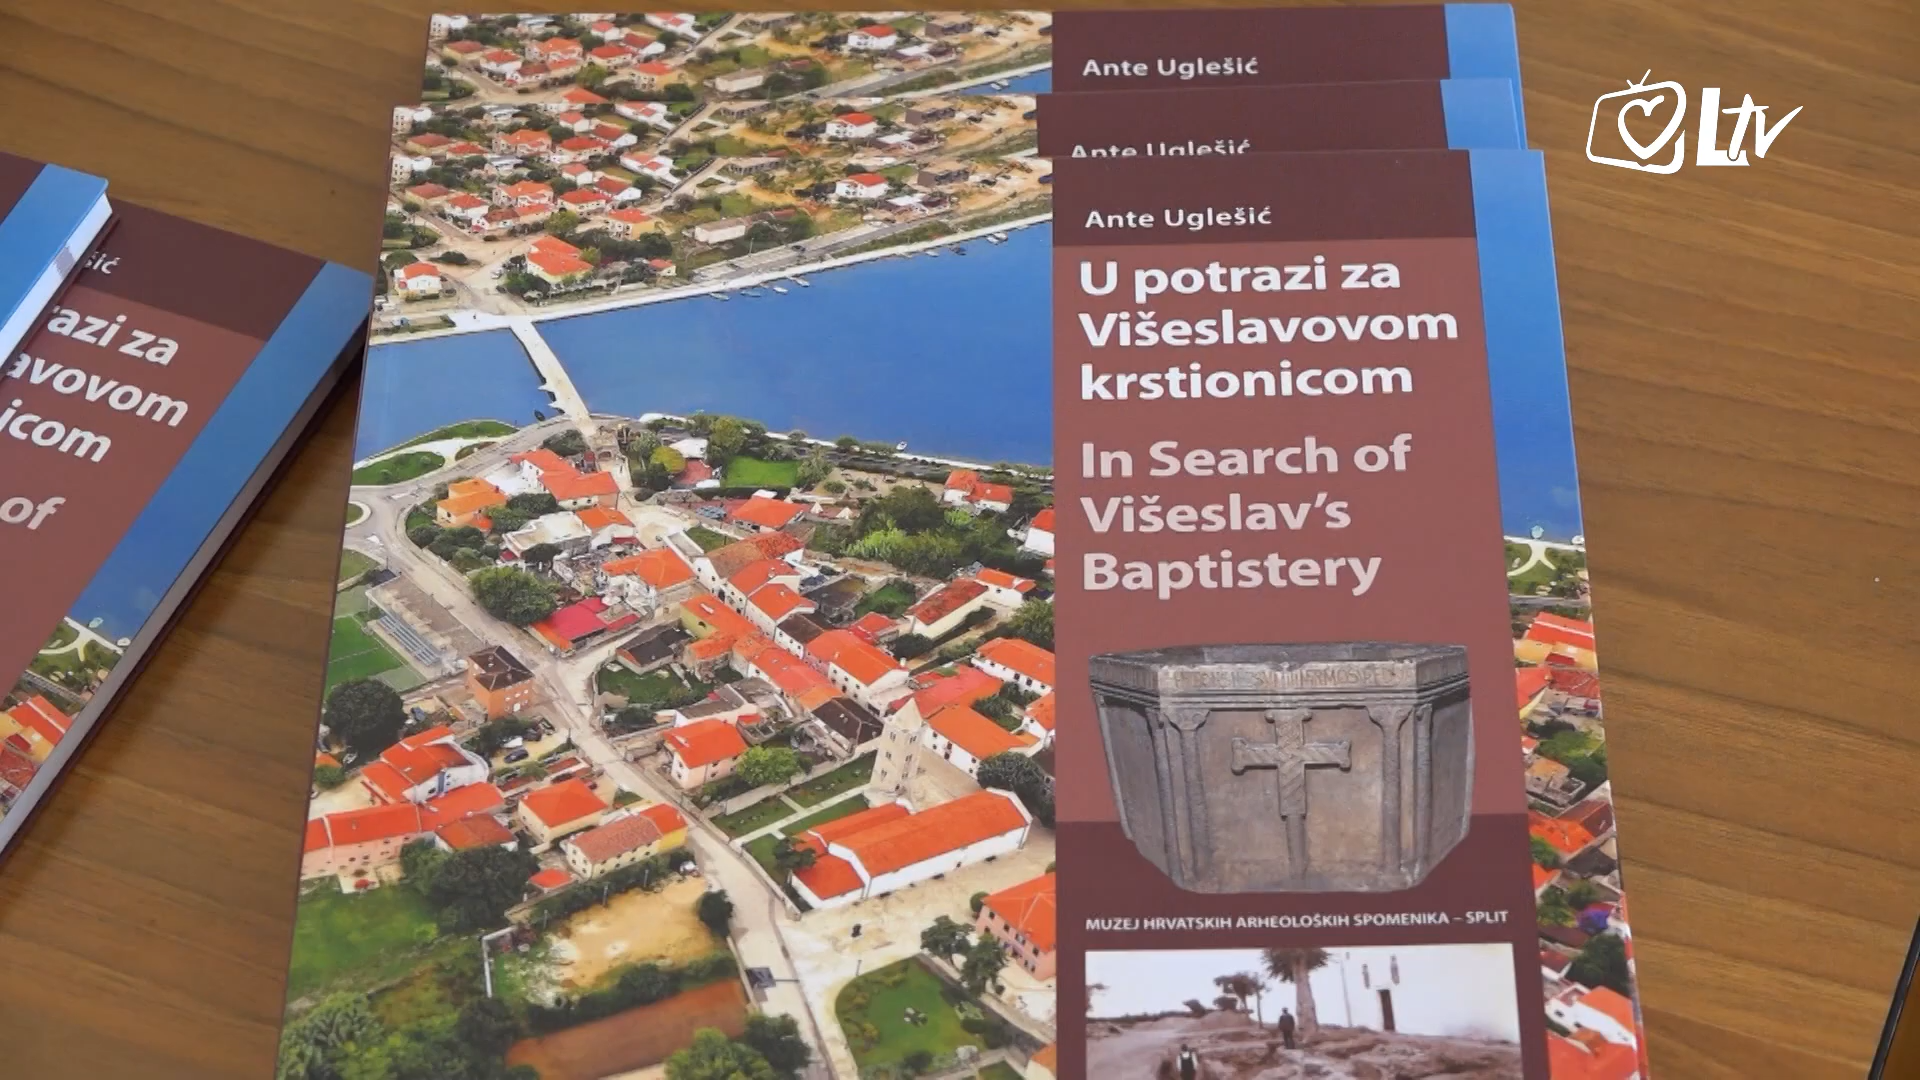 Ante Uglešić
Ante Uglešić
Ante Uglešić
U potrazi za
Višeslavovom
krstionicom
In Search of
Višeslav's
Baptistery
MUZEJ HRVATSKIH ARHEOLOŠKIH SPOMENIKA – SPLIT
šić
razi za
avovom
icom
of
LTV